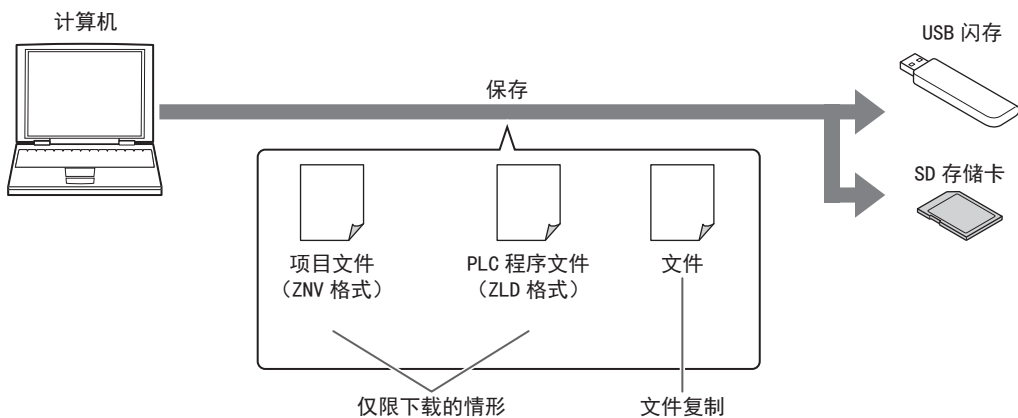 计算机
USB 闪存
保存
SD 存储卡
项目文件
(ZNV 格式)
PLC 程序文件
(ZLD 格式)
文件
仅限下载的情形
文件复制